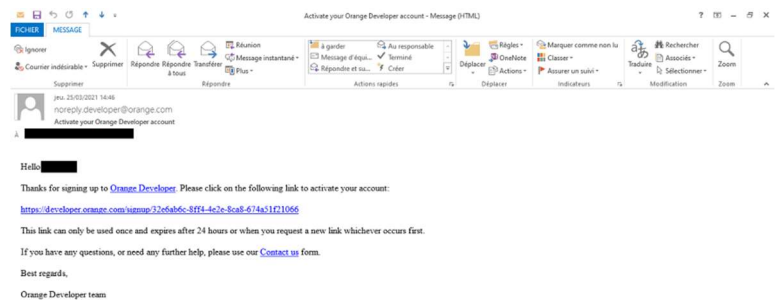 Activate your Orange Developer account - Message (HTML)
FICHIER MESSAGE
Ignorer
Courrier indésirable
Supprimer
Supprimer
Répondre
Répondre à tous
Transférer
Réunion
Message instantané
Plus
Répondre
à garder
Message d'équi...
Répondre et su...
Au responsable
Terminé
Créer
Actions rapides
Déplacer
Règles
OneNote
Actions
Déplacer
Marquer comme non lu
Classer
Assurer un suivi
Indicateurs
Traduire
Rechercher
Associés
Sélectionner
Modification
Zoom
Zoom
jeu. 25/03/2021 14:46
noreply.developer@orange.com
Activate your Orange Developer account
À
Hello
Thanks for signing up to Orange Developer. Please click on the following link to activate your account:
https://developer.orange.com/signup/32e6ab6c-8ff4-4e2e-8ca8-674a51f21066
This link can only be used once and expires after 24 hours or when you request a new link whichever occurs first.
If you have any questions, or need any further help, please use our Contact us form.
Best regards,
Orange Developer team